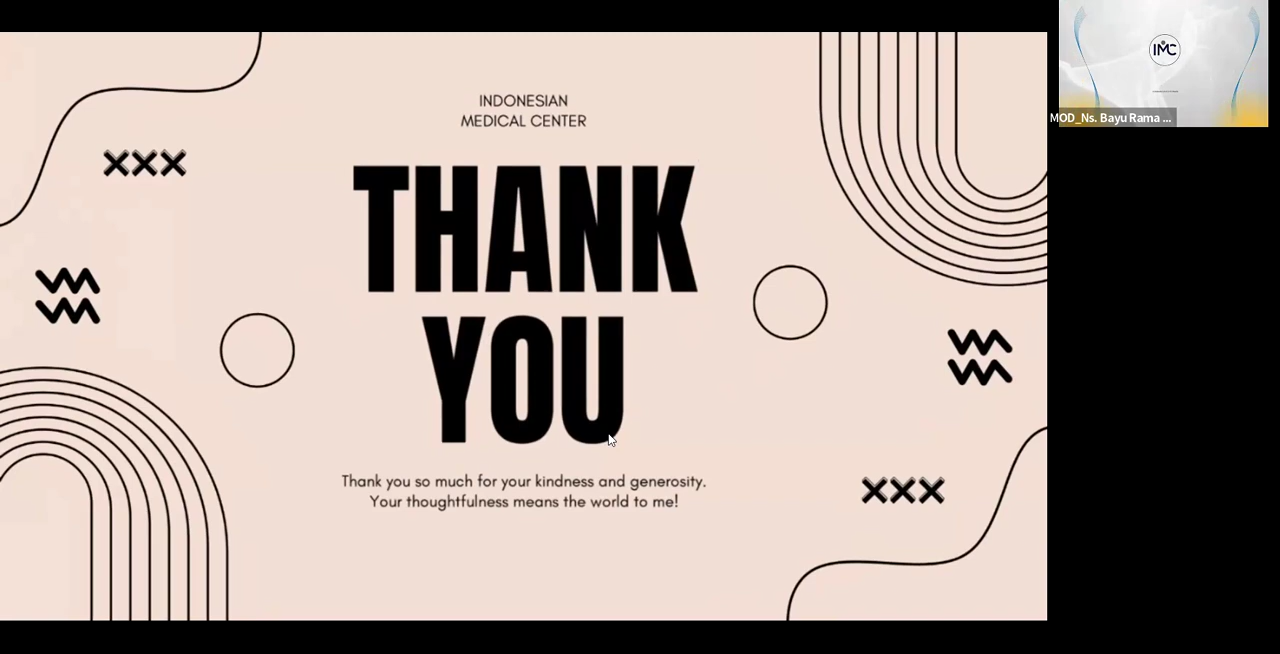 INDONESIAN
MEDICAL CENTER
THANK
YOU
Thank you so much for your kindness and generosity.
Your thoughtfulness means the world to me!
IMC
MOD_Ns. Bayu Rama ...